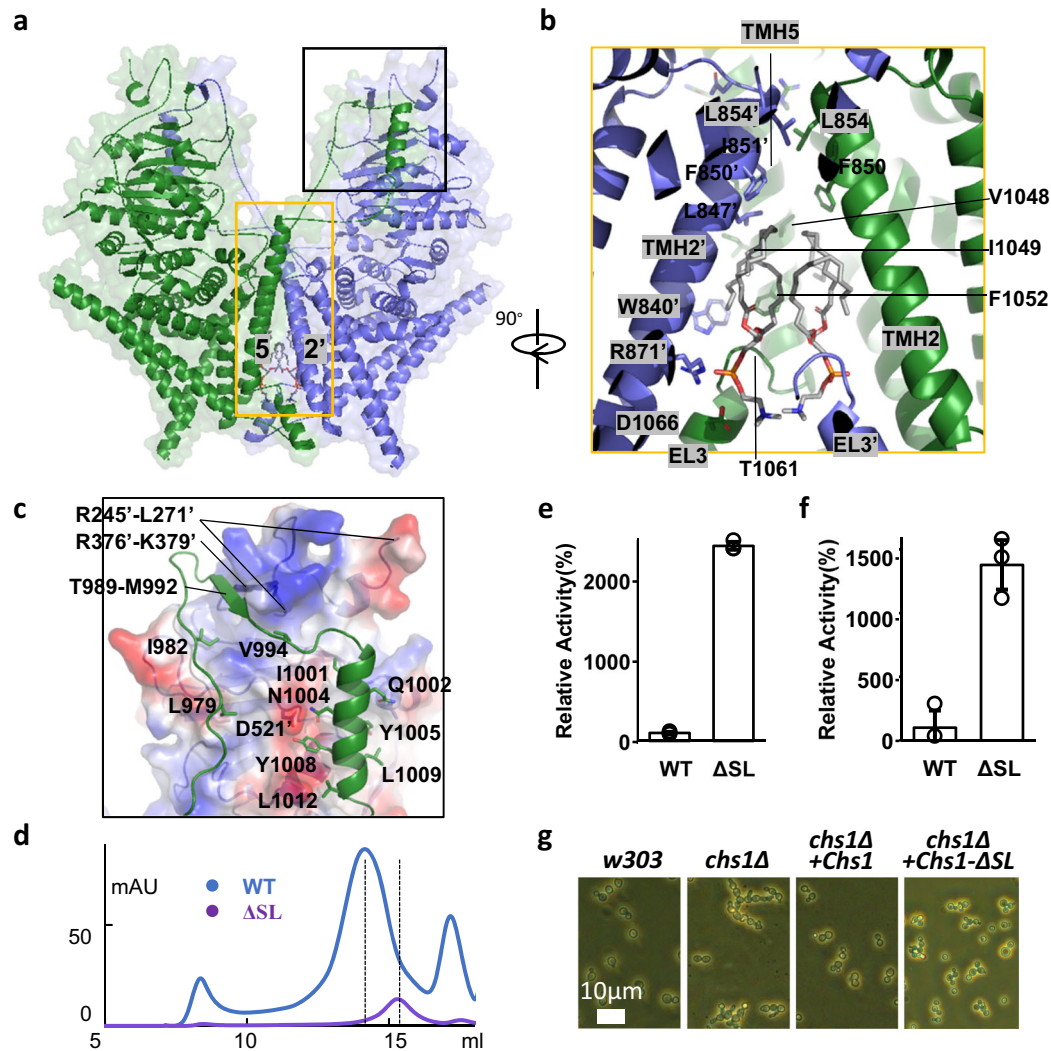 a
5
2'
90°
b
TMH5
L854'
L854
I851'
F850'
F850
L847'
V1048
TMH2'
I1049
F1052
W840'
TMH2
R871'
D1066
EL3
EL3'
T1061
c
R245'-L271'
R376'-K379'
T989-M992
I982
V994
I1001
Q1002
N1004
L979
D521'
Y1005
Y1008
L1009
L1012
d
mAU
WT
ΔSL
50
0
5
10
15
ml
e
Relative Activity(%)
2000
1000
0
WT
ΔSL
f
Relative Activity(%)
1500
1000
500
0
WT
ΔSL
g
w303
chs1Δ
chs1Δ
+Chs1
chs1Δ
+Chs1-ΔSL
10μm